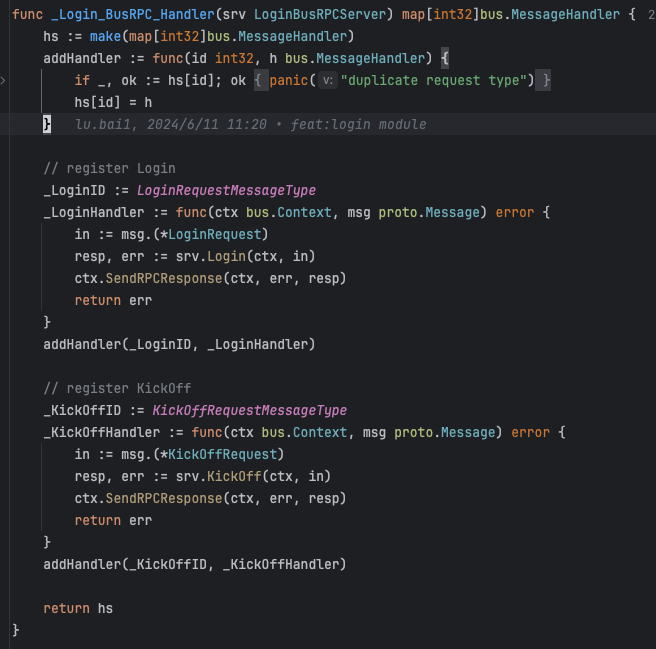 func _Login_BusRPC_Handler(srv LoginBusRPCServer) map[int32]bus.MessageHandler { 2
    hs := make(map[int32]bus.MessageHandler)
    addHandler := func(id int32, h bus.MessageHandler) {
        if _, ok := hs[id]; ok { panic( v: "duplicate request type") }
        hs[id] = h
    }   lu.bai1, 2024/6/11 11:20 • feat:login module
    // register Login
    _LoginID := LoginRequestMessageType
    _LoginHandler := func(ctx bus.Context, msg proto.Message) error {
        in := msg.(*LoginRequest)
        resp, err := srv.Login(ctx, in)
        ctx.SendRPCResponse(ctx, err, resp)
        return err
    }
    addHandler(_LoginID, _LoginHandler)
    // register KickOff
    _KickOffID := KickOffRequestMessageType
    _KickOffHandler := func(ctx bus.Context, msg proto.Message) error {
        in := msg.(*KickOffRequest)
        resp, err := srv.KickOff(ctx, in)
        ctx.SendRPCResponse(ctx, err, resp)
        return err
    }
    addHandler(_KickOffID, _KickOffHandler)
    return hs
}